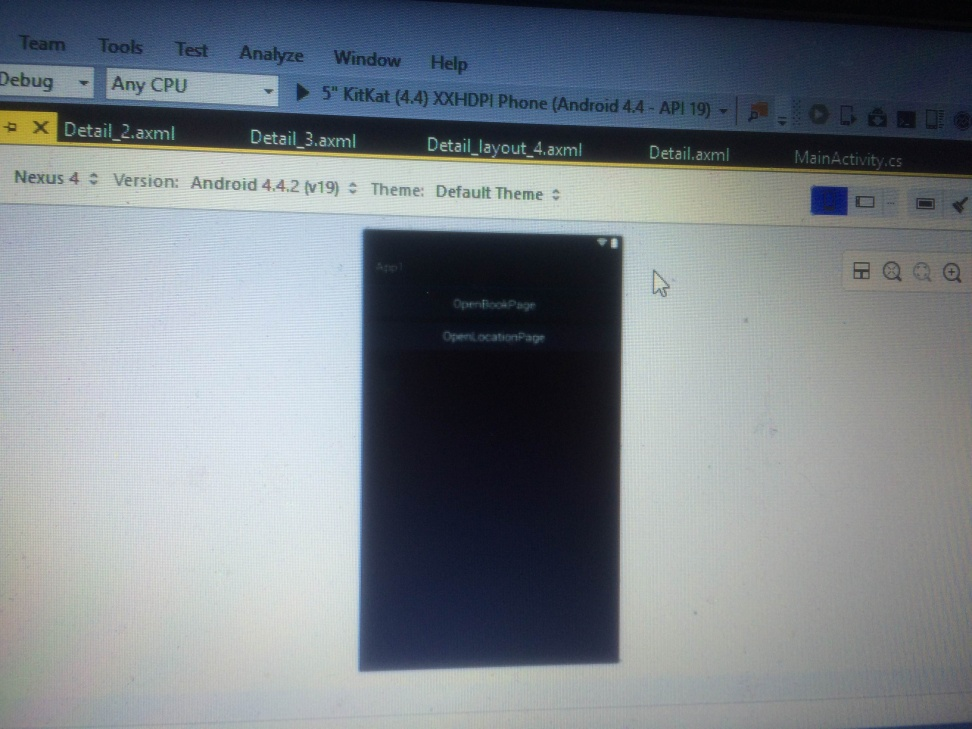 Team Tools Test Analyze Window Help
Debug Any CPU 5" KitKat (4.4) XXHDPI Phone (Android 4.4 - API 19)
Detail_2.axml Detail_3.axml Detail_layout_4.axml Detail.axml MainActivity.cs
Nexus 4 Version: Android 4.4.2 (v19) Theme: Default Theme
App1
OpenBookPage
OpenLocationPage